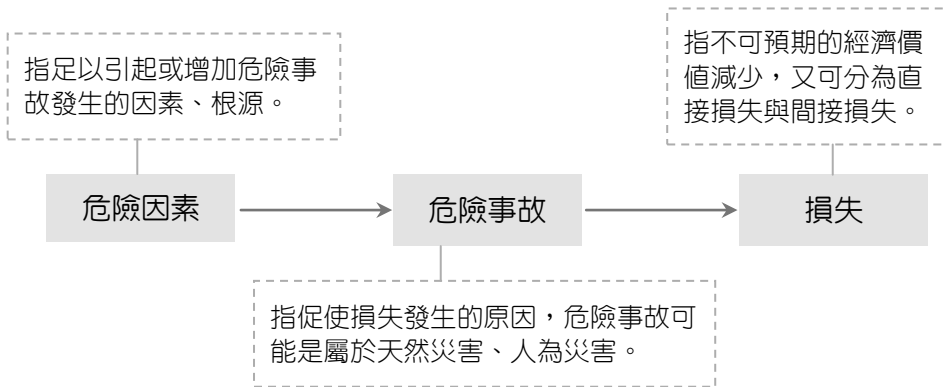 指足以引起或增加危險事
故發生的因素、根源。
指不可預期的經濟價
值減少，又可分為直
接損失與間接損失。
危險因素
危險事故
損失
指促使損失發生的原因，危險事故可
能是屬於天然災害、人為災害。